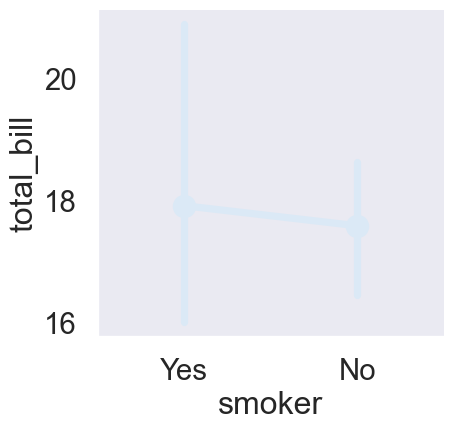 total_bill
20
18
16
Yes No
smoker